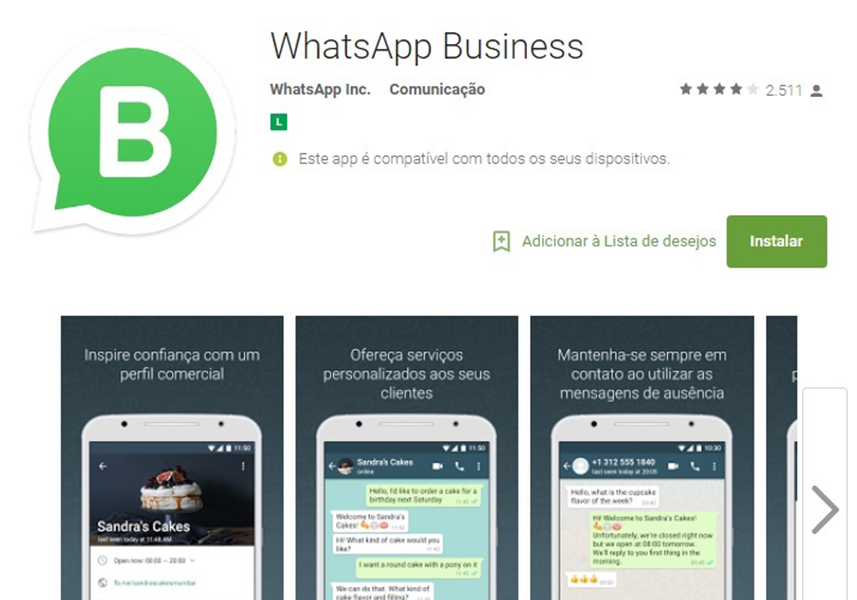 WhatsApp Business
WhatsApp Inc. Comunicação
2.511
L
Este app é compatível com todos os seus dispositivos.
Adicionar à Lista de desejos
Instalar
B
Inspire confiança com um
perfil comercial
11:50
Sandra's Cakes
last seen today at 11:48 AM
Open now: 08:00 – 20:00
fb.me/sandrascakesmumbai
Ofereça serviços
personalizados aos seus
clientes
11:50
Sandra's Cakes
online
Hello, I'd like to order a cake for a
birthday next Saturday
Welcome to Sandra's
Cakes!
Hi! What kind of cake would you
like?
I want a round cake with a pony on it
We can do that. What kind of
cake flavor and filling?
Mantenha-se sempre em
contato ao utilizar as
mensagens de ausência
10:30
+1 312 555 1840
last seen today at 20:09
Hello, what is the cupcake
flavor of the week?
Hi! Welcome to Sandra's Cakes!
Unfortunately, we're closed right now
but we open at 08:00 tomorrow.
We'll reply to you first thing in the
morning.